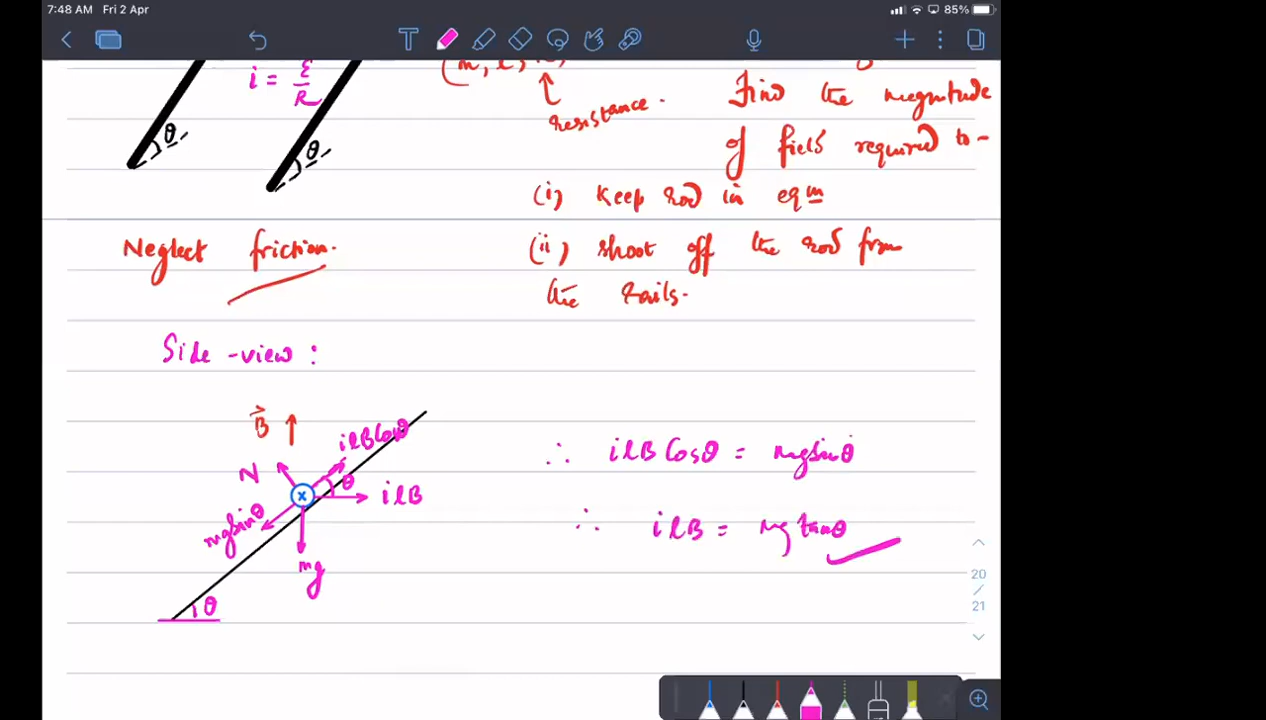 7:48 AM Fri 2 Apr
85%
T
i = ε/R
θ
θ
resistance.
Find the magnitude
of field required to-
(i) Keep rod in eqm
(ii) shoot off the rod from
the rails.
Neglect friction.
Side-view :
B
N
ilBCosθ
θ
x
ilB
mgsinθ
mg
θ
∴ ilB Cosθ = mgsinθ
∴ ilB = mg tanθ
20
/
21